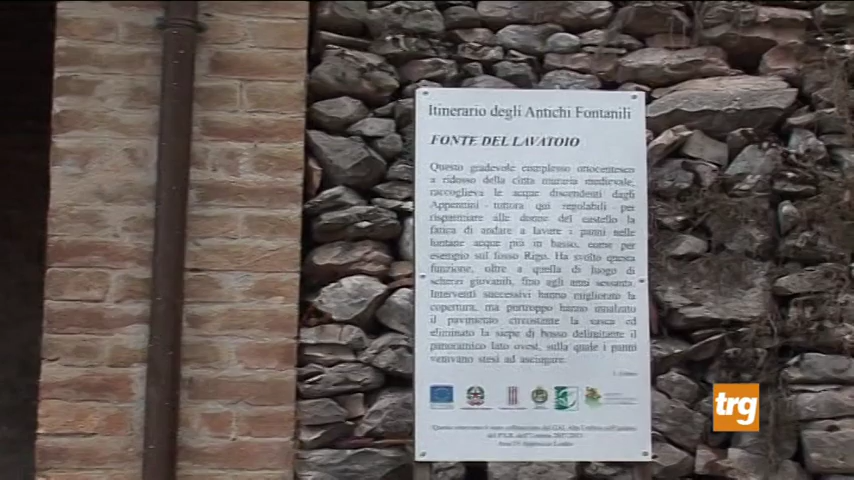 Itinerario degli Antichi Fontanili
FONTE DEL LAVATOIO
Questo gradevole complesso ottocentesco
a ridosso della cinta muraria medievale,
raccoglieva le acque discendenti dagli
Appennini tuttora qui regolabili per
risparmiare alle donne del castello la
fatica di andare a lavare i panni nelle
fontane acque più in basso, come per
esempio sul fosso Rigo. Ha svolto questa
funzione, oltre a quella di luogo di
scherzi giovanili, fino agli anni sessanta.
Interventi successivi hanno migliorato la
copertura, ma purtroppo hanno innalzato
il pavimento circostante la vasca ed
eliminato la siepe di bosso delimitante il
panoramico lato ovest, sulla quale i panni
venivano stesi ad asciugare.
trg